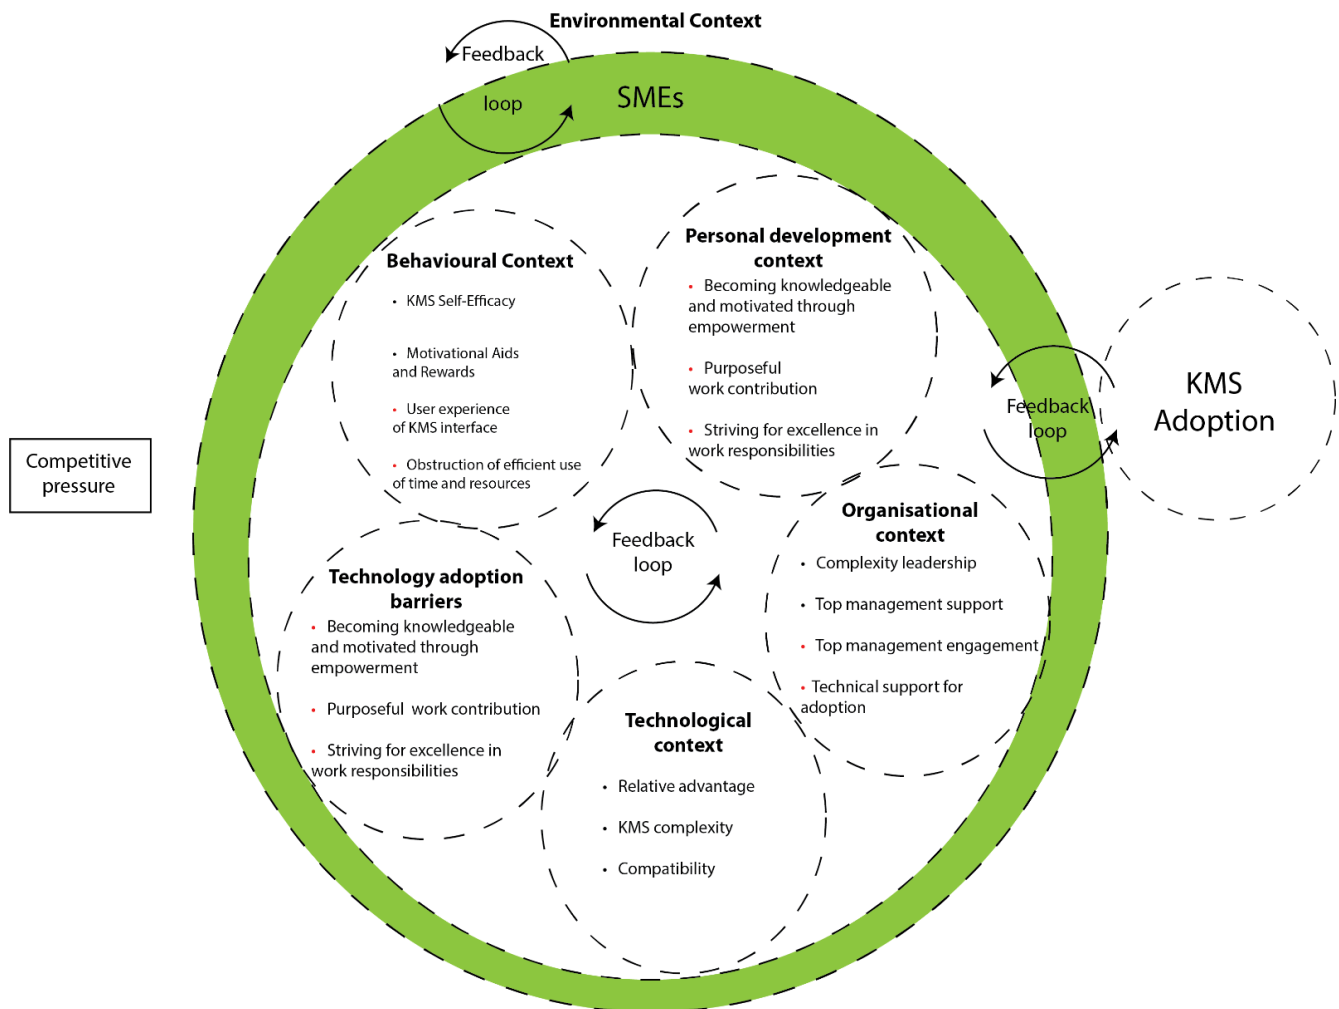 Environmental Context
Feedback
loop
SMEs
Behavioural Context
• KMS Self-Efficacy
• Motivational Aids
and Rewards
• User experience
of KMS interface
• Obstruction of efficient use
of time and resources
Personal development
context
• Becoming knowledgeable
and motivated through
empowerment
• Purposeful
work contribution
• Striving for excellence in
work responsibilities
Feedback
loop
KMS
Adoption
Competitive
pressure
Feedback
loop
Organisational
context
• Complexity leadership
• Top management support
• Top management engagement
• Technical support for
adoption
Technology adoption
barriers
• Becoming knowledgeable
and motivated through
empowerment
• Purposeful work contribution
• Striving for excellence in
work responsibilities
Technological
context
• Relative advantage
• KMS complexity
• Compatibility